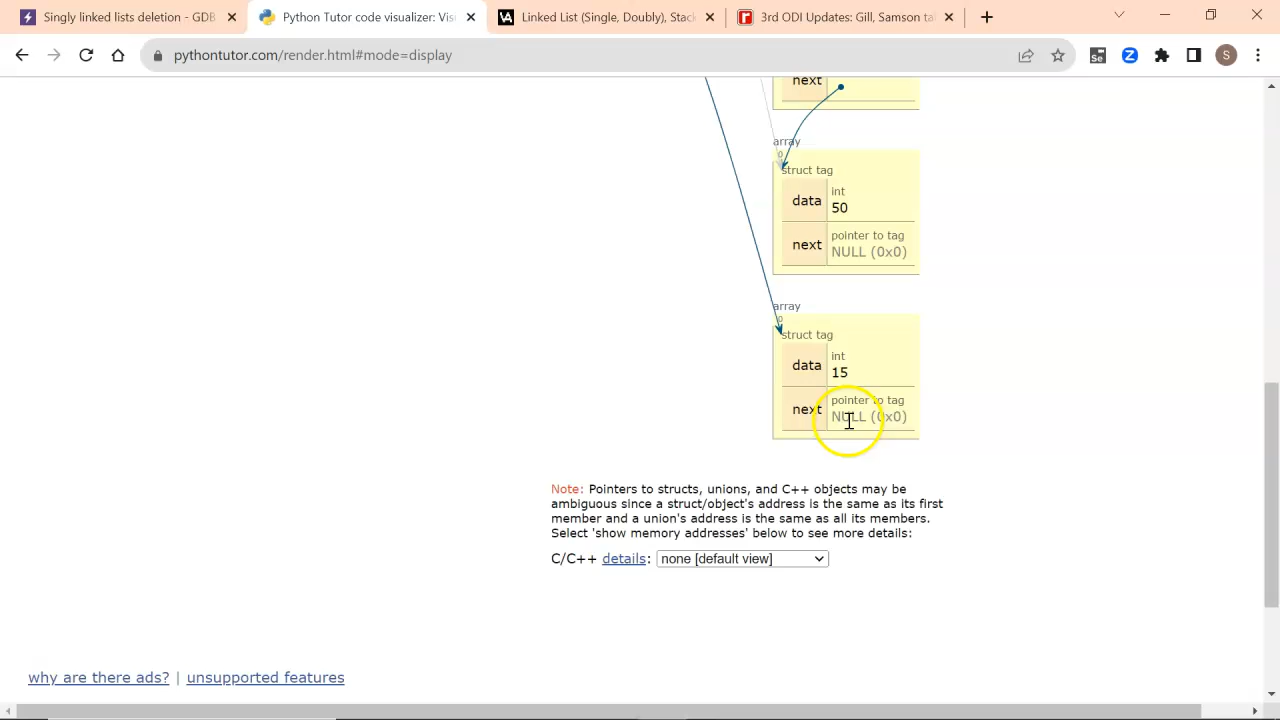 Singly linked lists deletion - GDB
Python Tutor code visualizer: Vis
Linked List (Single, Doubly), Stack
3rd ODI Updates: Gill, Samson ta
pythontutor.com/render.html#mode=display
next
array
0
struct tag
data
int
50
next
pointer to tag
NULL (0x0)
array
0
struct tag
data
int
15
next
pointer to tag
NULL (0x0)
Note: Pointers to structs, unions, and C++ objects may be
ambiguous since a struct/object's address is the same as its first
member and a union's address is the same as all its members.
Select 'show memory addresses' below to see more details:
C/C++ details: none [default view]
why are there ads? | unsupported features